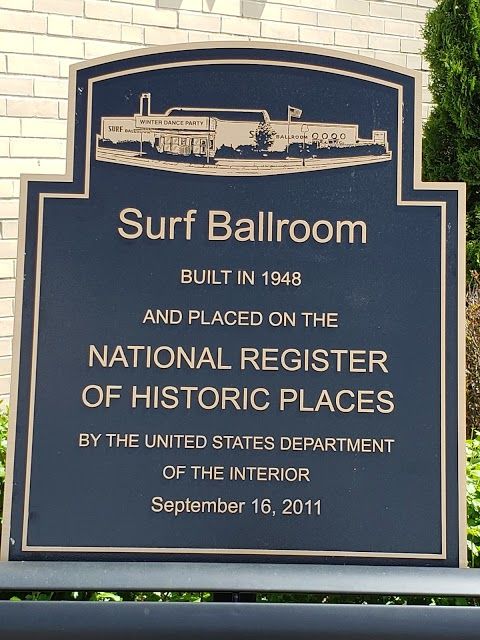 WINTER DANCE PARTY
SURF
BALLROOM
Surf Ballroom
BUILT IN 1948
AND PLACED ON THE
NATIONAL REGISTER
OF HISTORIC PLACES
BY THE UNITED STATES DEPARTMENT
OF THE INTERIOR
September 16, 2011